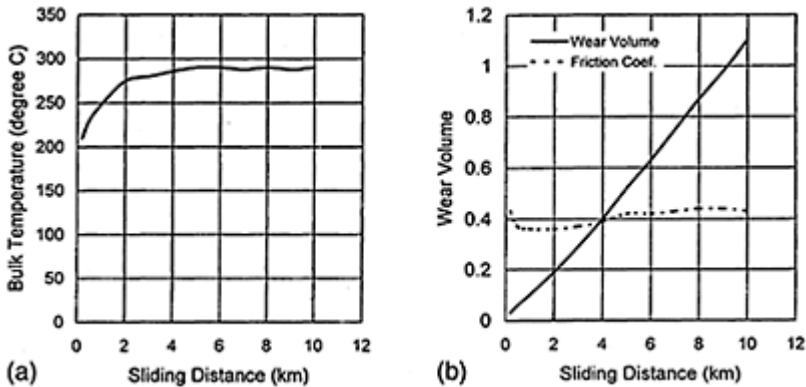 350
300
250
200
150
100
50
0
Bulk Temperature (degree C)
0 2 4 6 8 10 12
Sliding Distance (km)
(a)
1.2
1
0.8
0.6
0.4
0.2
0
Wear Volume
Wear Volume
Friction Coef.
0 2 4 6 8 10 12
Sliding Distance (km)
(b)